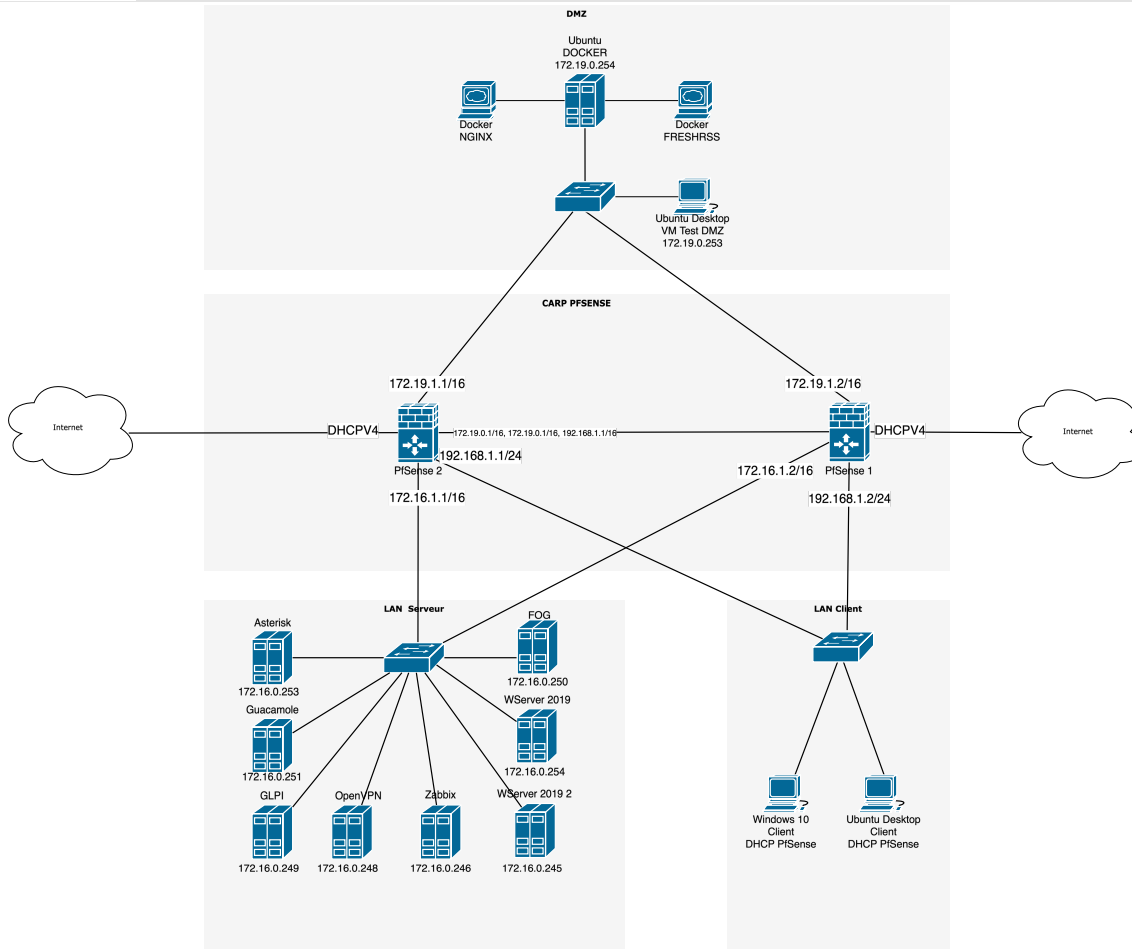 DMZ
Ubuntu
DOCKER
172.19.0.254
Docker
NGINX
Docker
FRESHRSS
Ubuntu Desktop
VM Test DMZ
172.19.0.253
CARP PFSENSE
172.19.1.1/16
172.19.1.2/16
Internet
DHCPV4
172.19.0.1/16, 172.19.0.1/16, 192.168.1.1/16
DHCPV4
Internet
192.168.1.1/24
PfSense 2
172.16.1.2/16
PfSense 1
172.16.1.1/16
192.168.1.2/24
LAN  Serveur
Asterisk
172.16.0.253
FOG
172.16.0.250
Guacamole
172.16.0.251
WServer 2019
172.16.0.254
GLPI
172.16.0.249
OpenVPN
172.16.0.248
Zabbix
172.16.0.246
WServer 2019 2
172.16.0.245
LAN Client
Windows 10
Client
DHCP PfSense
Ubuntu Desktop
Client
DHCP PfSense